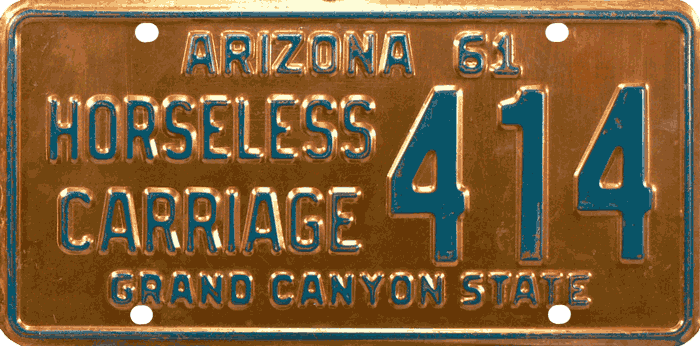 ARIZONA 61
HORSELESS
CARRIAGE
414
GRAND CANYON STATE